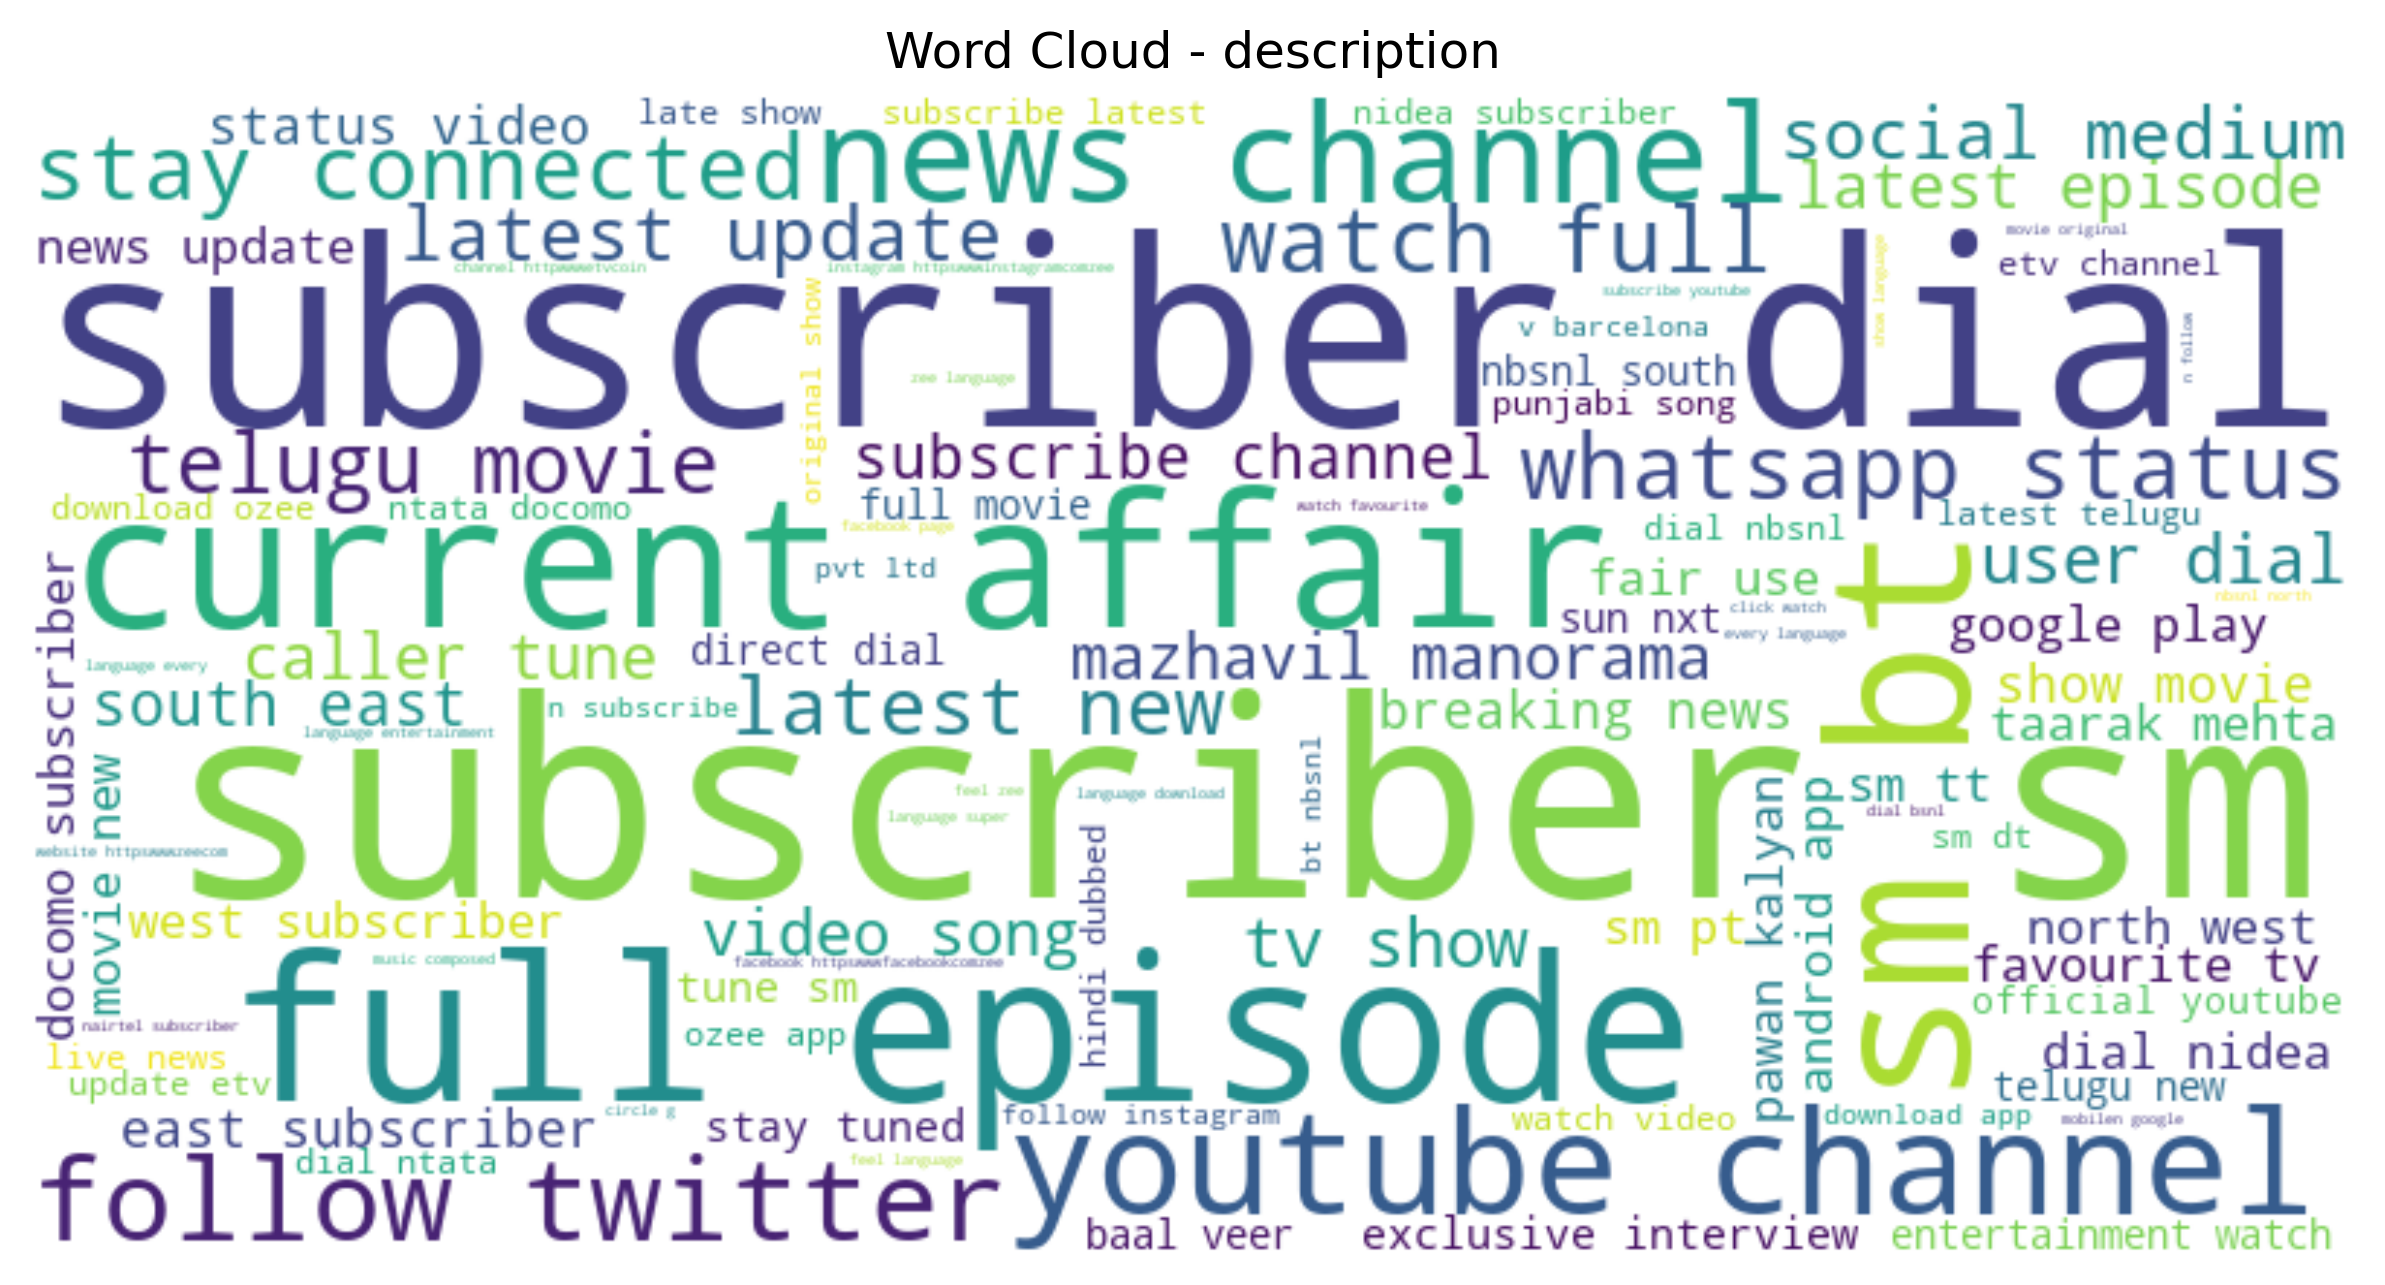 Word Cloud - description
status video
late show
subscribe latest
nidea subscriber
social medium
stay connected
news channel
latest episode
news update
latest update
watch full
movie original
etv channel
channel httpwwwetvcoin
instagram httpswwwinstagramcomzee
subscribe youtube
show language
subscriber dial
original show
zee language
v barcelona
n follow
nbsnl south
punjabi song
telugu movie
subscribe channel
whatsapp status
download ozee
ntata docomo
full movie
watch favourite
latest telugu
facebook page
dial nbsnl
current affair
pvt ltd
fair use
user dial
nbsnl north
sun nxt
click watch
every language
google play
docomo subscriber
language every
caller tune
direct dial
mazhavil manorama
sm bt
show movie
south east
n subscribe
latest new
breaking news
taarak mehta
language entertainment
movie new
subscriber sm
bt nbsnl
feel zee
language download
language super
sm tt
dial bsnl
sm dt
website httpswwwzeecom
hindi dubbed
pawan kalyan
android app
west subscriber
video song
tv show
sm pt
north west
music composed
facebook httpswwwfacebookcomzee
favourite tv
full episode
tune sm
official youtube
nairtel subscriber
ozee app
live news
dial nidea
update etv
telugu new
east subscriber
circle g
stay tuned
follow instagram
watch video
download app
mobilen google
dial ntata
feel language
follow twitter
youtube channel
baal veer
exclusive interview
entertainment watch